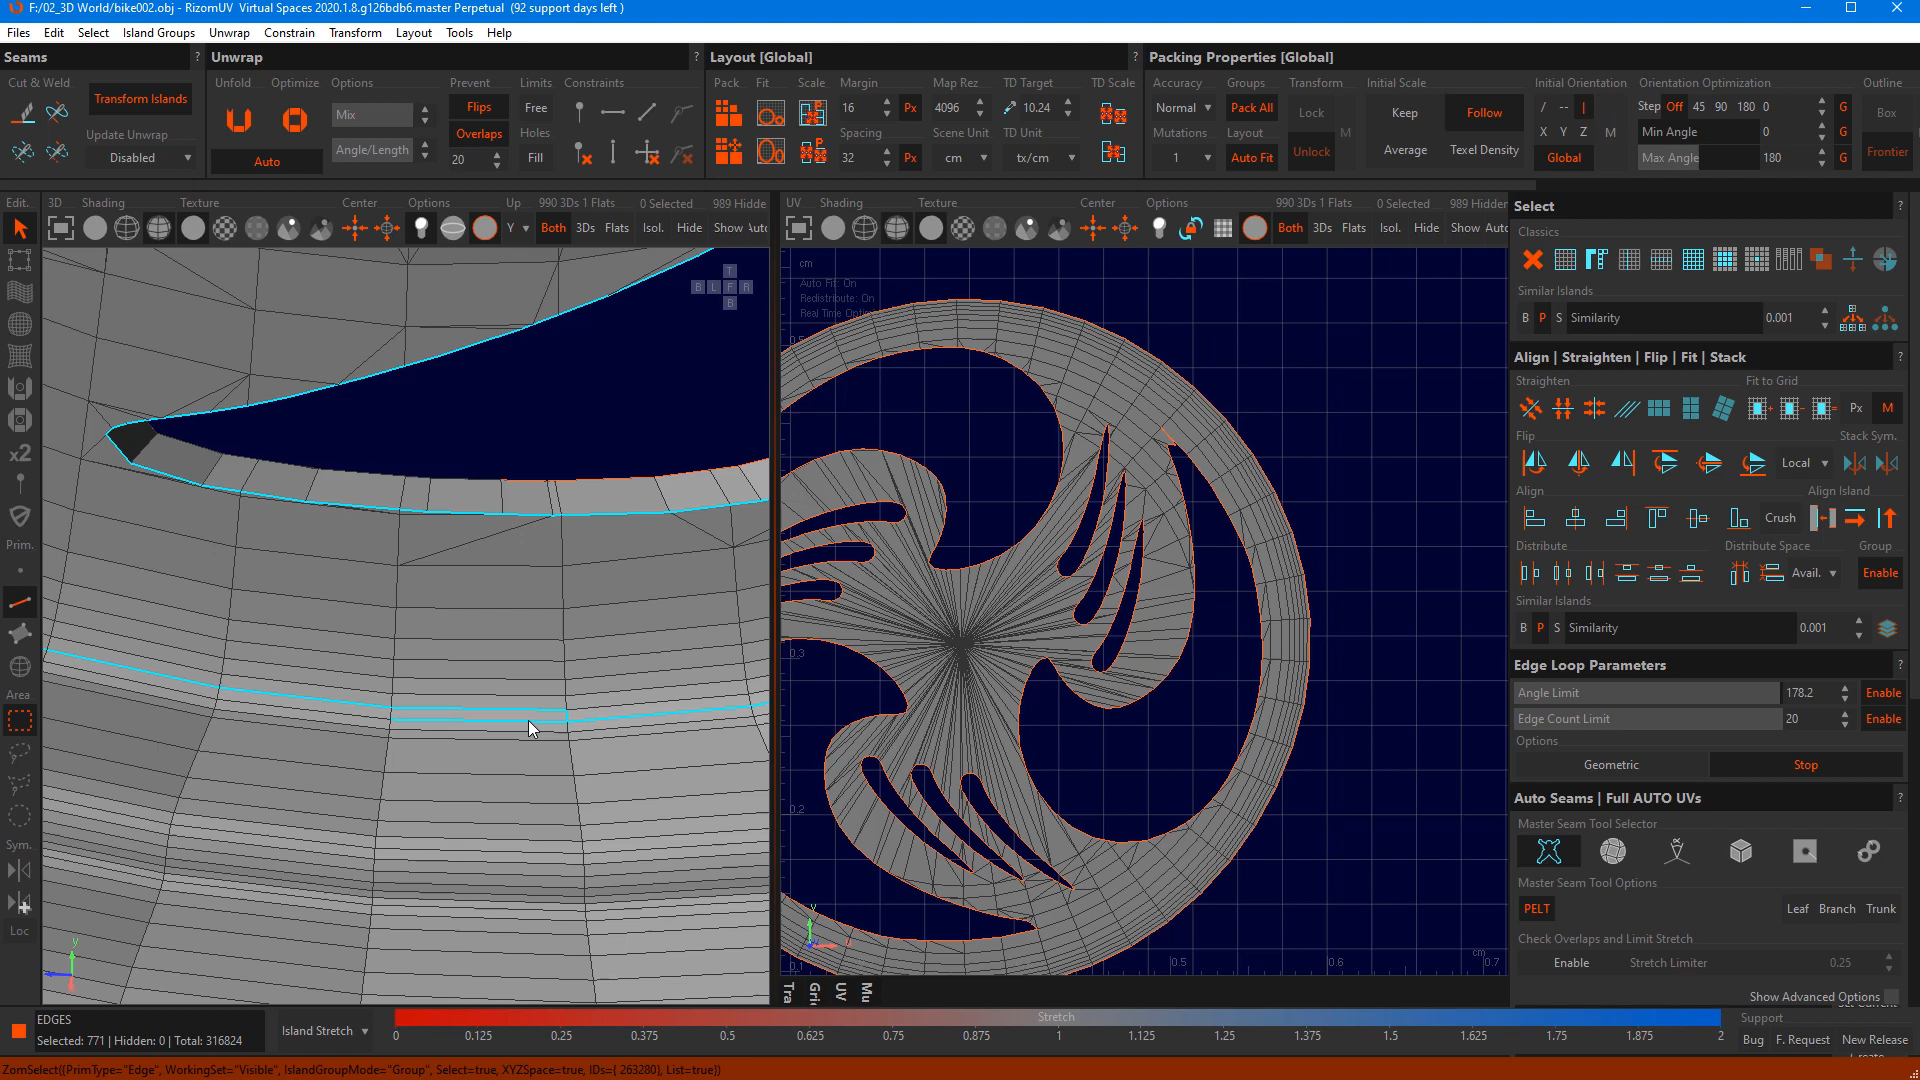 F:/02_3D World/bike002.obj - RizomUV Virtual Spaces 2020.1.8.g126bdb6.master Perpetual (92 support days left )
Files Edit Select Island Groups Unwrap Constrain Transform Layout Tools Help
Seams ? Unwrap ? Layout [Global] ? Packing Properties [Global]
Cut & Weld Unfold Optimize Options Prevent Limits Constraints Pack Fit Scale Margin Map Rez TD Target TD Scale Accuracy Groups Transform Initial Scale Initial Orientation Orientation Optimization Outline
Transform Islands Mix Flips Free 16 Px 4096 10.24 Normal Pack All Lock Keep Follow / -- | Step Off 45 90 180 0 G Box
Update Unwrap Overlaps Holes Spacing Scene Unit TD Unit Mutations Layout M X Y Z M Min Angle 0 G
Disabled Auto Angle/Length 20 Fill 32 Px cm tx/cm 1 Auto Fit Unlock Average Texel Density Global Max Angle 180 G Frontier
Edit. 3D Shading Texture Center Options Up 990 3Ds 1 Flats 0 Selected 989 Hidden UV Shading Texture Center Options 990 3Ds 1 Flats 0 Selected 989 Hidden Select ?
Y Both 3Ds Flats Isol. Hide Show Both 3Ds Flats Isol. Hide Show Auto
Classics
cm
T
B L F R
B
Auto Fit: On
Redistribute: On
Similar Islands
B P S Similarity 0.001
Align | Straighten | Flip | Fit | Stack ?
Straighten Fit to Grid
Px M
Flip Stack Sym.
x2
Local
Align Align Island
Crush
Prim.
Distribute Distribute Space Group
Avail. Enable
Similar Islands
B P S Similarity 0.001
0.3
Edge Loop Parameters ?
Area
Angle Limit 178.2 Enable
Edge Count Limit 20 Enable
Options
Geometric Stop
0.2
Auto Seams | Full AUTO UVs ?
Master Seam Tool Selector
Sym.
Master Seam Tool Options
PELT Leaf Branch Trunk
Loc
Check Overlaps and Limit Stretch
Enable Stretch Limiter 0.25
y
y
cm
0.1 0.5 0.6 0.7
Tra Gri UV Mu
Show Advanced Options
EDGES
Selected: 771 | Hidden: 0 | Total: 316824
Island Stretch
Stretch
0 0.125 0.25 0.375 0.5 0.625 0.75 0.875 1 1.125 1.25 1.375 1.5 1.625 1.75 1.875 2
Support
Bug F. Request New Release
ZomSelect({PrimType="Edge", WorkingSet="Visible", IslandGroupMode="Group", Select=true, XYZSpace=true, IDs={ 263280}, List=true})